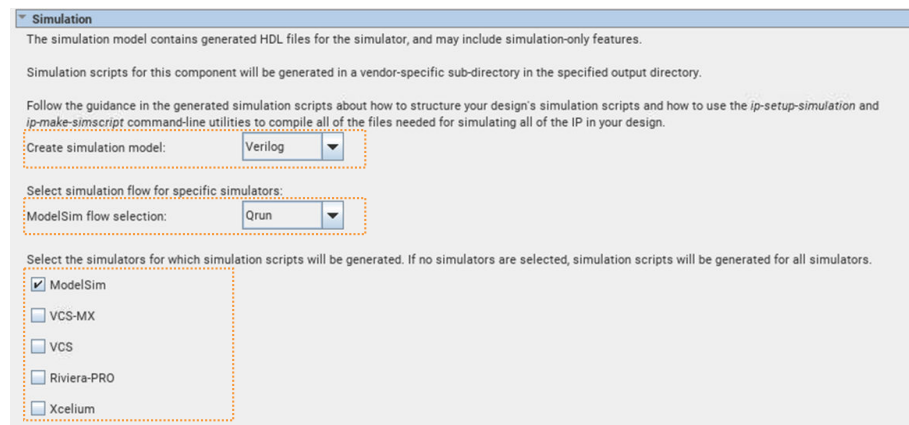 Simulation
The simulation model contains generated HDL files for the simulator, and may include simulation-only features.
Simulation scripts for this component will be generated in a vendor-specific sub-directory in the specified output directory.
Follow the guidance in the generated simulation scripts about how to structure your design's simulation scripts and how to use the ip-setup-simulation and
ip-make-simscript command-line utilities to compile all of the files needed for simulating all of the IP in your design.
Create simulation model: Verilog
Select simulation flow for specific simulators:
ModelSim flow selection: Qrun
Select the simulators for which simulation scripts will be generated. If no simulators are selected, simulation scripts will be generated for all simulators.
ModelSim
VCS-MX
VCS
Riviera-PRO
Xcelium